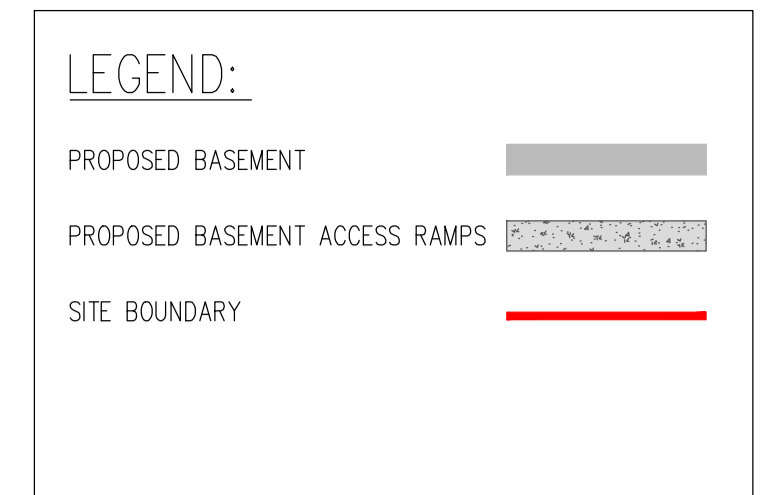 LEGEND:
PROPOSED BASEMENT
PROPOSED BASEMENT ACCESS RAMPS
SITE BOUNDARY